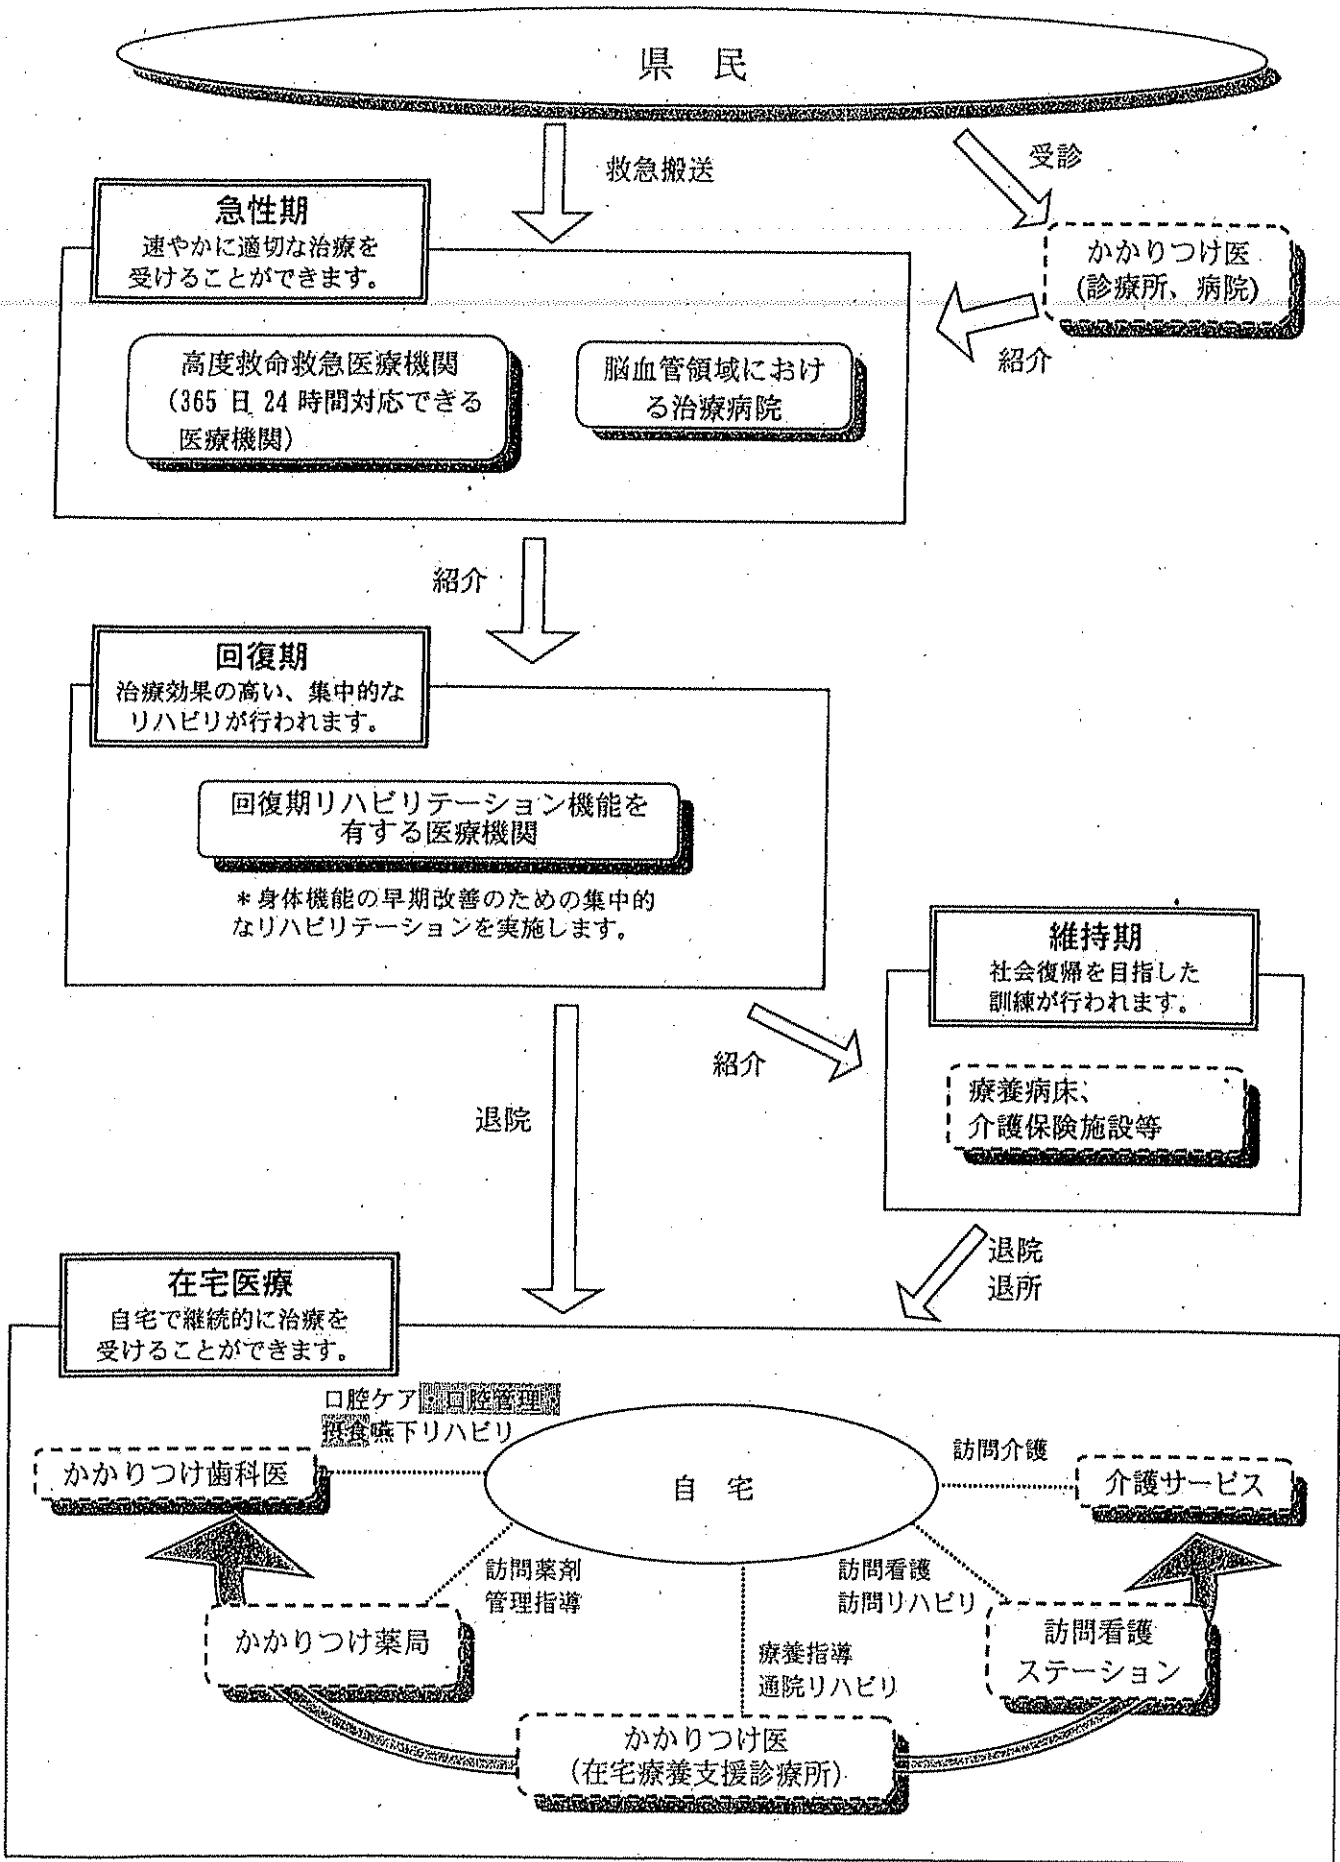 県 民
救急搬送
受診
急性期
速やかに適切な治療を
受けることができます。
かかりつけ医
(診療所、病院)
紹介
高度救命救急医療機関
(365 日 24 時間対応できる
医療機関)
脳血管領域におけ
る治療病院
紹介
回復期
治療効果の高い、集中的な
リハビリが行われます。
回復期リハビリテーション機能を
有する医療機関
*身体機能の早期改善のための集中的
なリハビリテーションを実施します。
維持期
社会復帰を目指した
訓練が行われます。
紹介
療養病床、
介護保険施設等
退院
退院
退所
在宅医療
自宅で継続的に治療を
受けることができます。
口腔ケア・口腔管理・
摂食嚥下リハビリ
かかりつけ歯科医
自 宅
訪問介護
介護サービス
訪問薬剤
管理指導
訪問看護
訪問リハビリ
かかりつけ薬局
療養指導
通院リハビリ
訪問看護
ステーション
かかりつけ医
(在宅療養支援診療所)